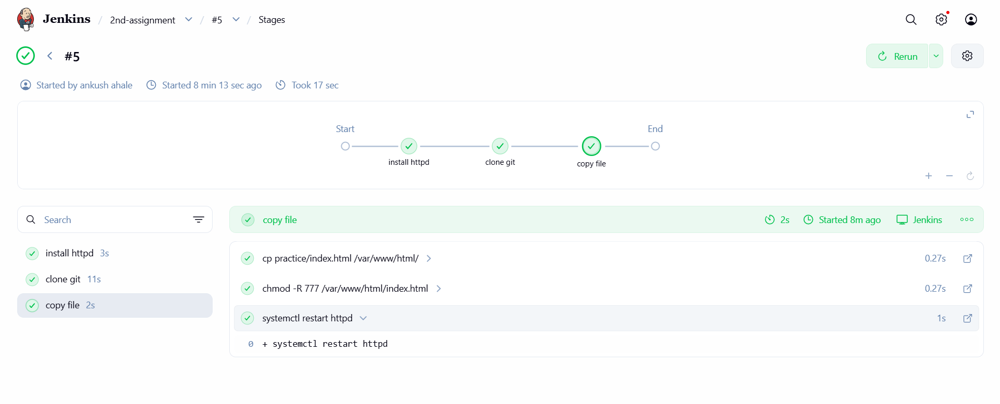 Jenkins / 2nd-assignment / #5 / Stages
#5
Rerun
Started by ankush ahale Started 8 min 13 sec ago Took 17 sec
Start End
install httpd clone git copy file
Search
install httpd 3s
clone git 11s
copy file 2s
copy file 2s Started 8m ago Jenkins
cp practice/index.html /var/www/html/ 0.27s
chmod -R 777 /var/www/html/index.html 0.27s
systemctl restart httpd 1s
0 + systemctl restart httpd